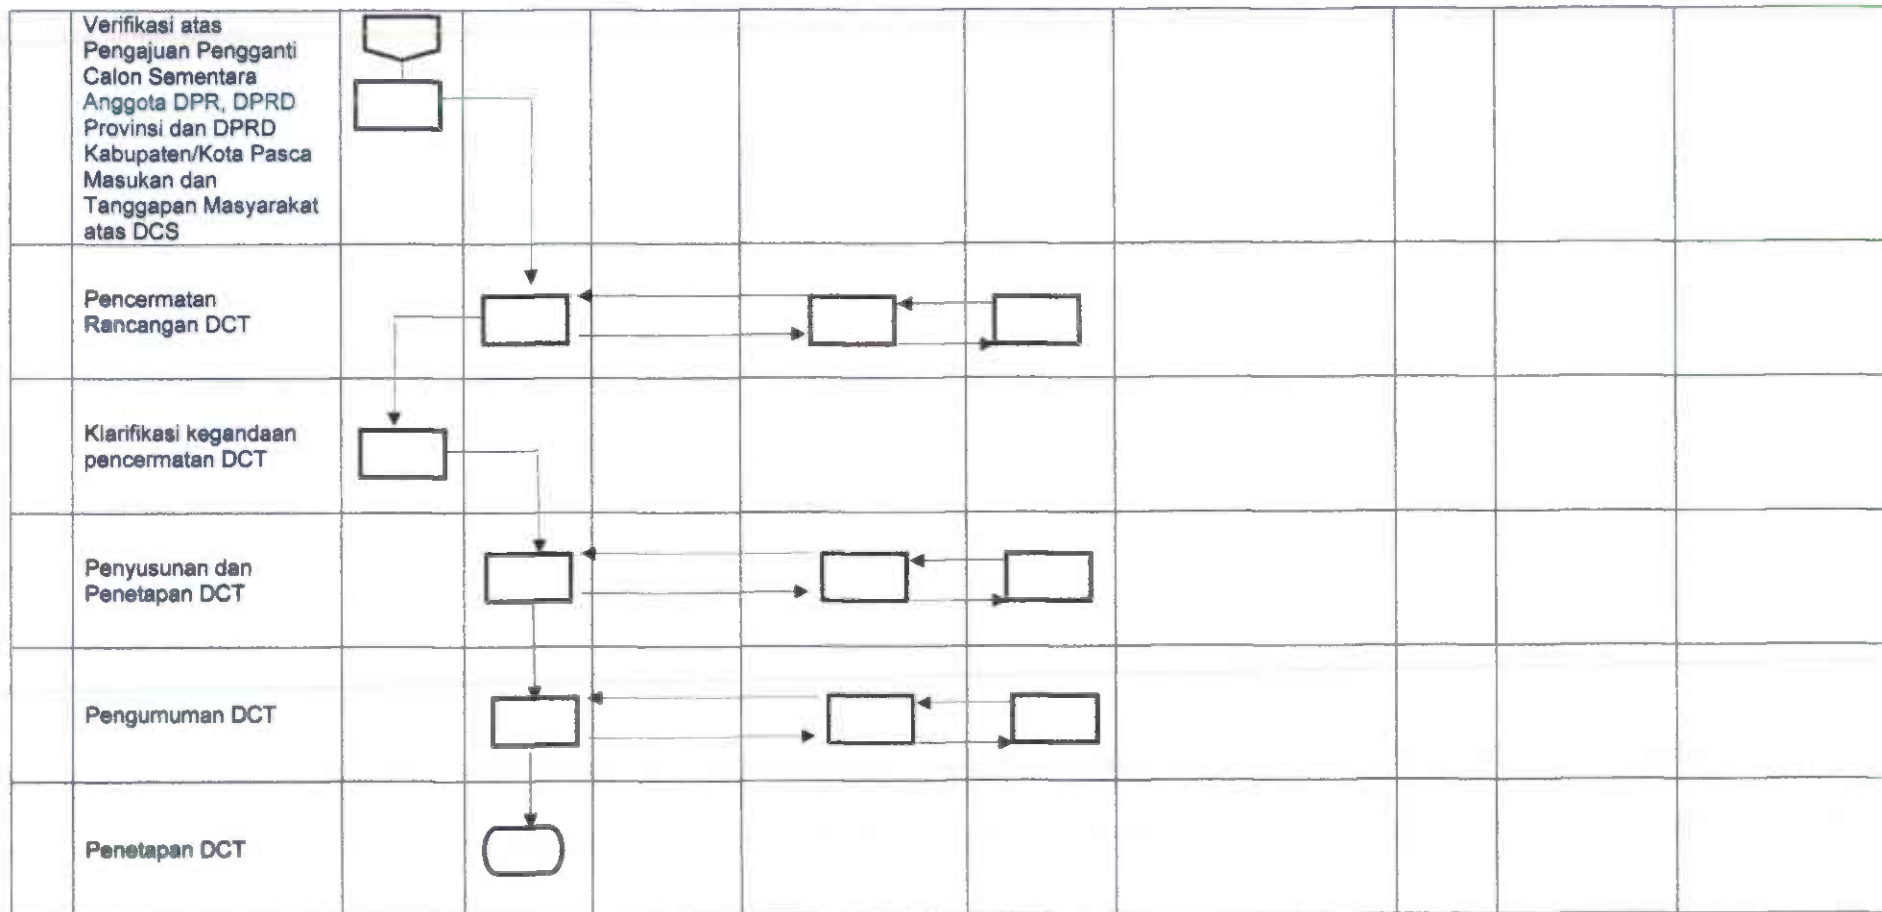 Verifikasi atas
Pengajuan Pengganti
Calon Sementara
Anggota DPR, DPRD
Provinsi dan DPRD
Kabupaten/Kota Pasca
Masukan dan
Tanggapan Masyarakat
atas DCS
Pencermatan
Rancangan DCT
Klarifikasi kegandaan
pencermatan DCT
Penyusunan dan
Penetapan DCT
Pengumuman DCT
Penetapan DCT